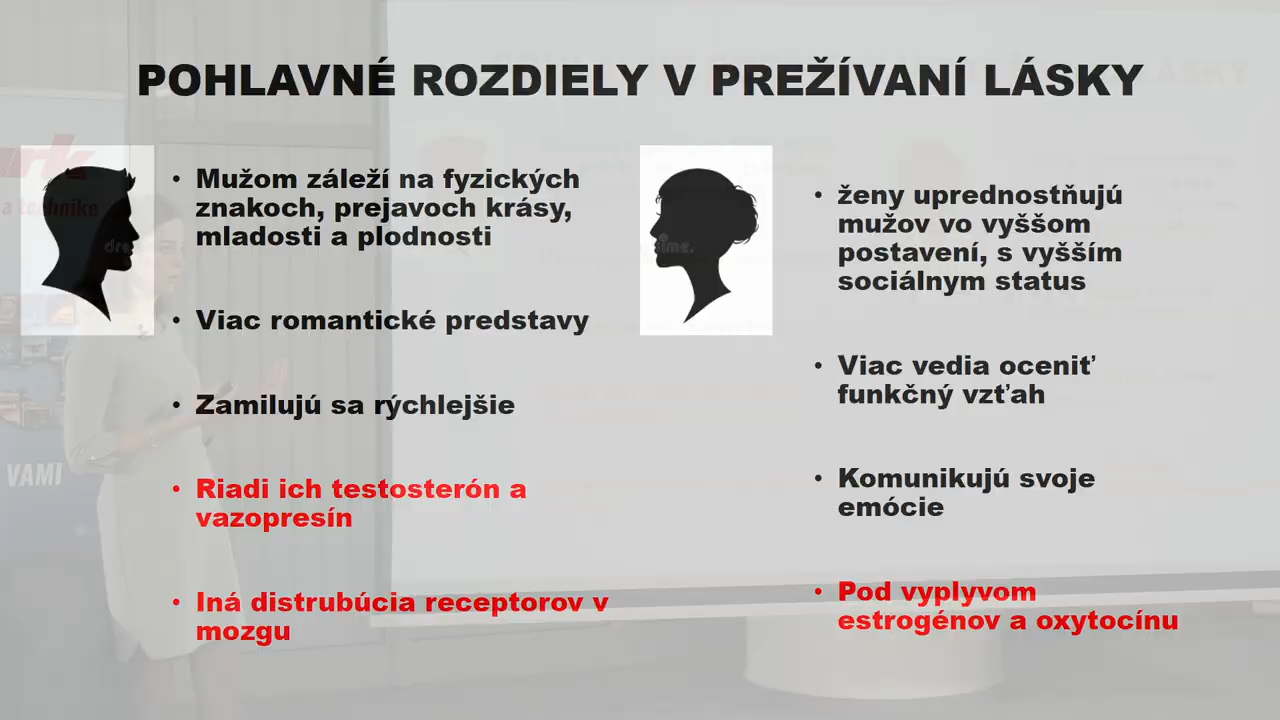 POHLAVNÉ ROZDIELY V PREŽÍVANÍ LÁSKY
• Mužom záleží na fyzických
znakoch, prejavoch krásy,
mladosti a plodnosti
• Viac romantické predstavy
• Zamilujú sa rýchlejšie
• Riadi ich testosterón a
vazopresín
• Iná distrubúcia receptorov v
mozgu
• ženy uprednostňujú
mužov vo vyššom
postavení, s vyšším
sociálnym status
• Viac vedia oceniť
funkčný vzťah
• Komunikujú svoje
emócie
• Pod vyplyvom
estrogénov a oxytocínu
VAMI